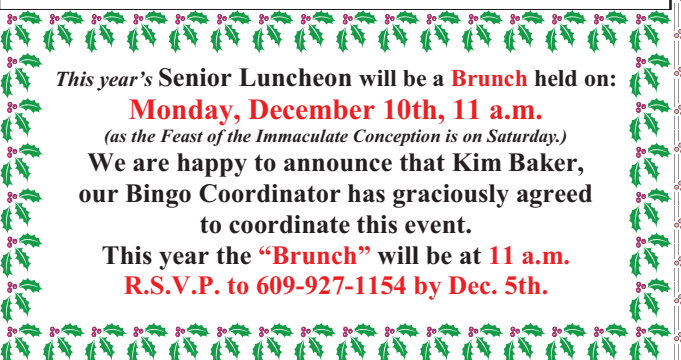 This year's Senior Luncheon will be a Brunch held on:
Monday, December 10th, 11 a.m.
(as the Feast of the Immaculate Conception is on Saturday.)
We are happy to announce that Kim Baker,
our Bingo Coordinator has graciously agreed
to coordinate this event.
This year the “Brunch” will be at 11 a.m.
R.S.V.P. to 609-927-1154 by Dec. 5th.